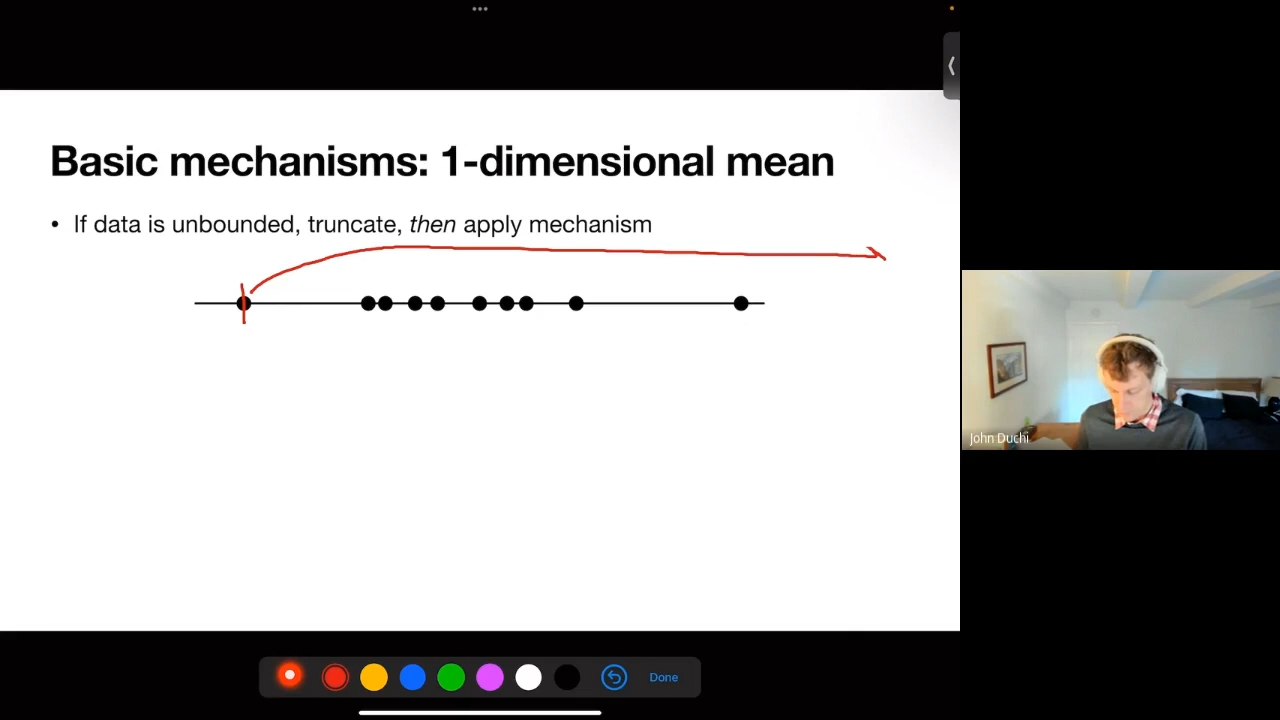 Basic mechanisms: 1-dimensional mean
• If data is unbounded, truncate, then apply mechanism
John Duchi
Done